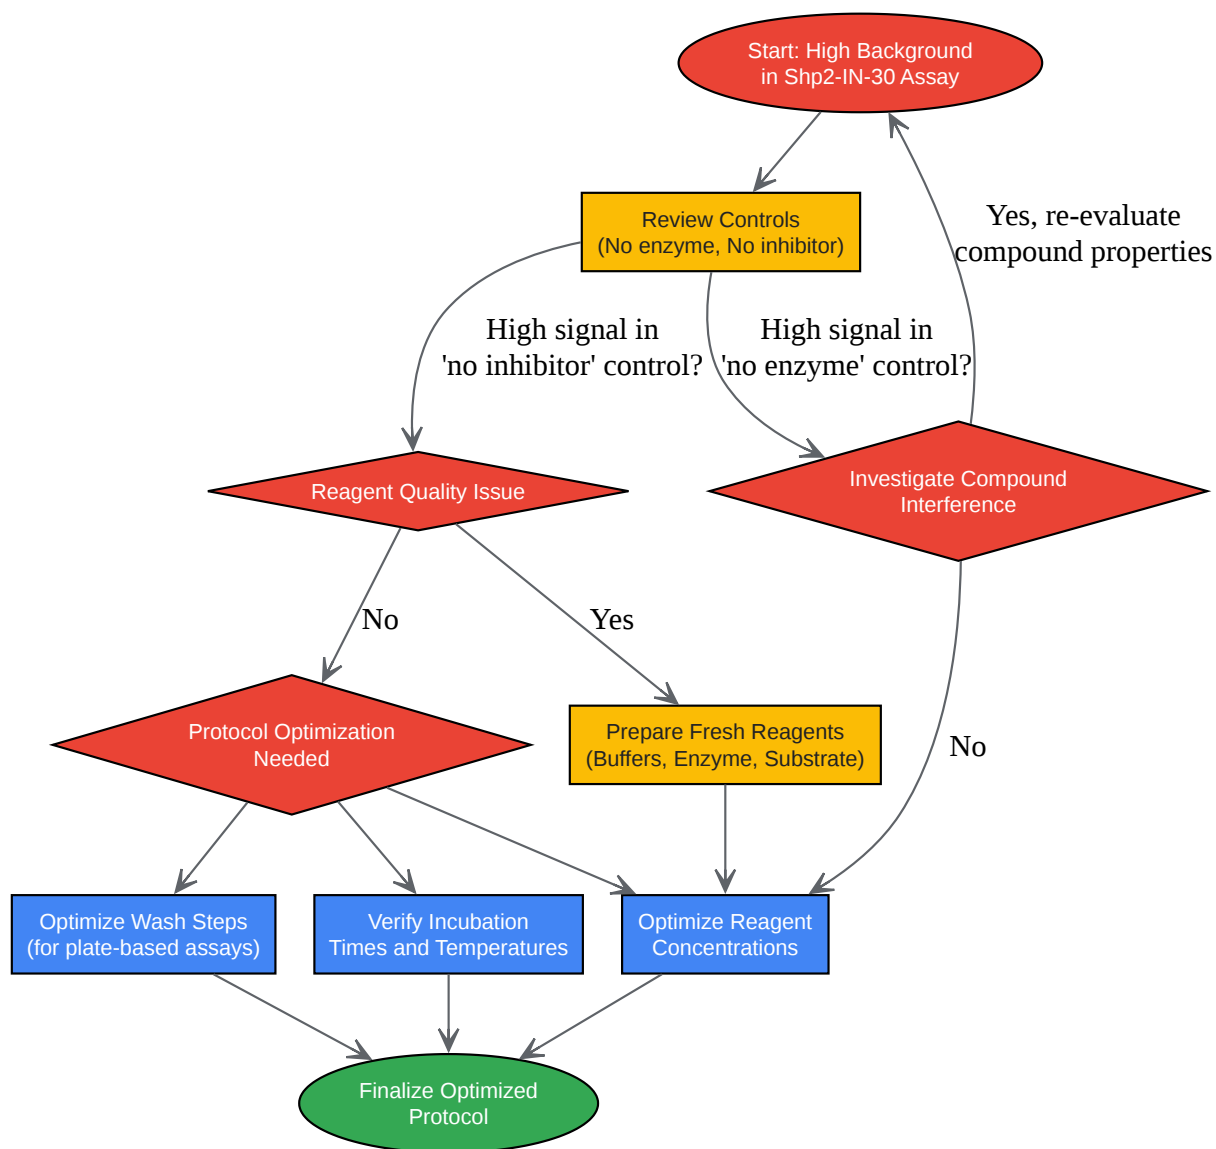 Start: High Background
in Shp2-IN-30 Assay
Yes, re-evaluate
compound properties
Review Controls
(No enzyme, No inhibitor)
High signal in
'no inhibitor' control?
High signal in
'no enzyme' control?
Reagent Quality Issue
Investigate Compound
Interference
No
Yes
Protocol Optimization
Needed
Prepare Fresh Reagents
(Buffers, Enzyme, Substrate)
No
Optimize Wash Steps
(for plate-based assays)
Verify Incubation
Times and Temperatures
Optimize Reagent
Concentrations
Finalize Optimized
Protocol